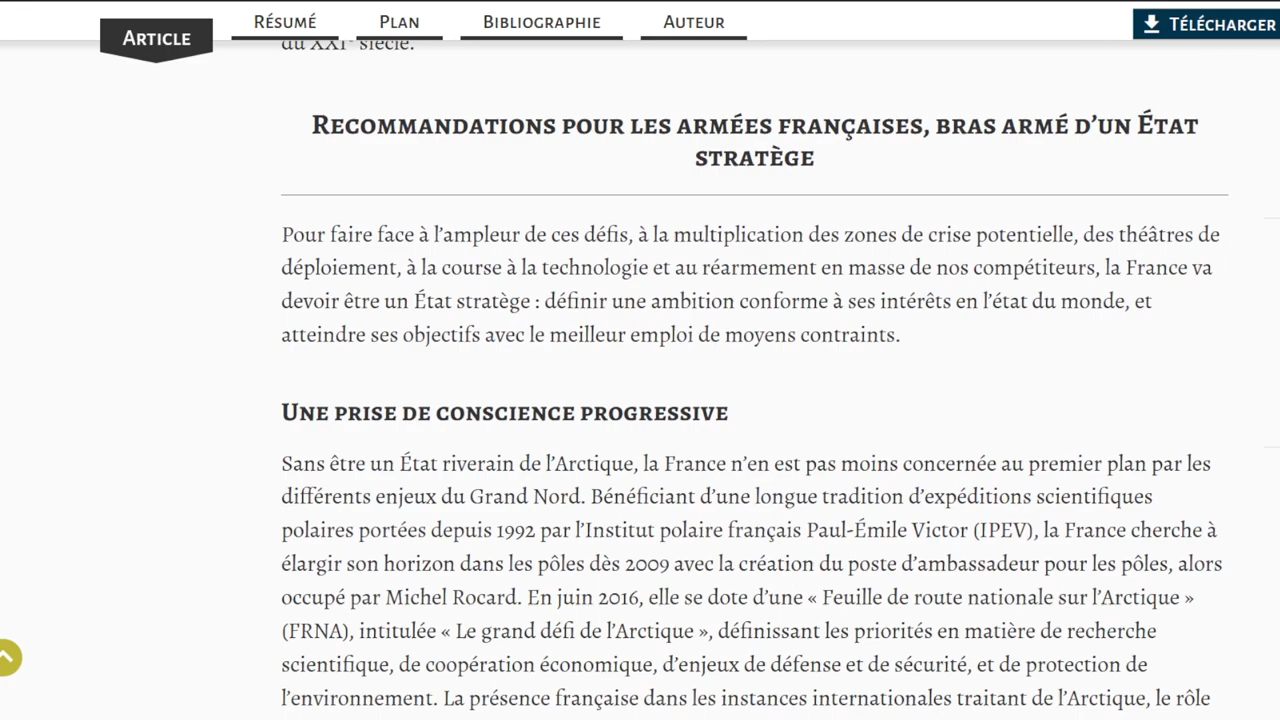 ARTICLE
RÉSUMÉ
PLAN
BIBLIOGRAPHIE
AUTEUR
TÉLÉCHARGER
du XXIe siècle.
RECOMMANDATIONS POUR LES ARMÉES FRANÇAISES, BRAS ARMÉ D’UN ÉTAT
STRATÈGE
Pour faire face à l’ampleur de ces défis, à la multiplication des zones de crise potentielle, des théâtres de
déploiement, à la course à la technologie et au réarmement en masse de nos compétiteurs, la France va
devoir être un État stratège : définir une ambition conforme à ses intérêts en l’état du monde, et
atteindre ses objectifs avec le meilleur emploi de moyens contraints.
UNE PRISE DE CONSCIENCE PROGRESSIVE
Sans être un État riverain de l’Arctique, la France n’en est pas moins concernée au premier plan par les
différents enjeux du Grand Nord. Bénéficiant d’une longue tradition d’expéditions scientifiques
polaires portées depuis 1992 par l’Institut polaire français Paul-Émile Victor (IPEV), la France cherche à
élargir son horizon dans les pôles dès 2009 avec la création du poste d’ambassadeur pour les pôles, alors
occupé par Michel Rocard. En juin 2016, elle se dote d’une « Feuille de route nationale sur l’Arctique »
(FRNA), intitulée « Le grand défi de l’Arctique », définissant les priorités en matière de recherche
scientifique, de coopération économique, d’enjeux de défense et de sécurité, et de protection de
l’environnement. La présence française dans les instances internationales traitant de l’Arctique, le rôle